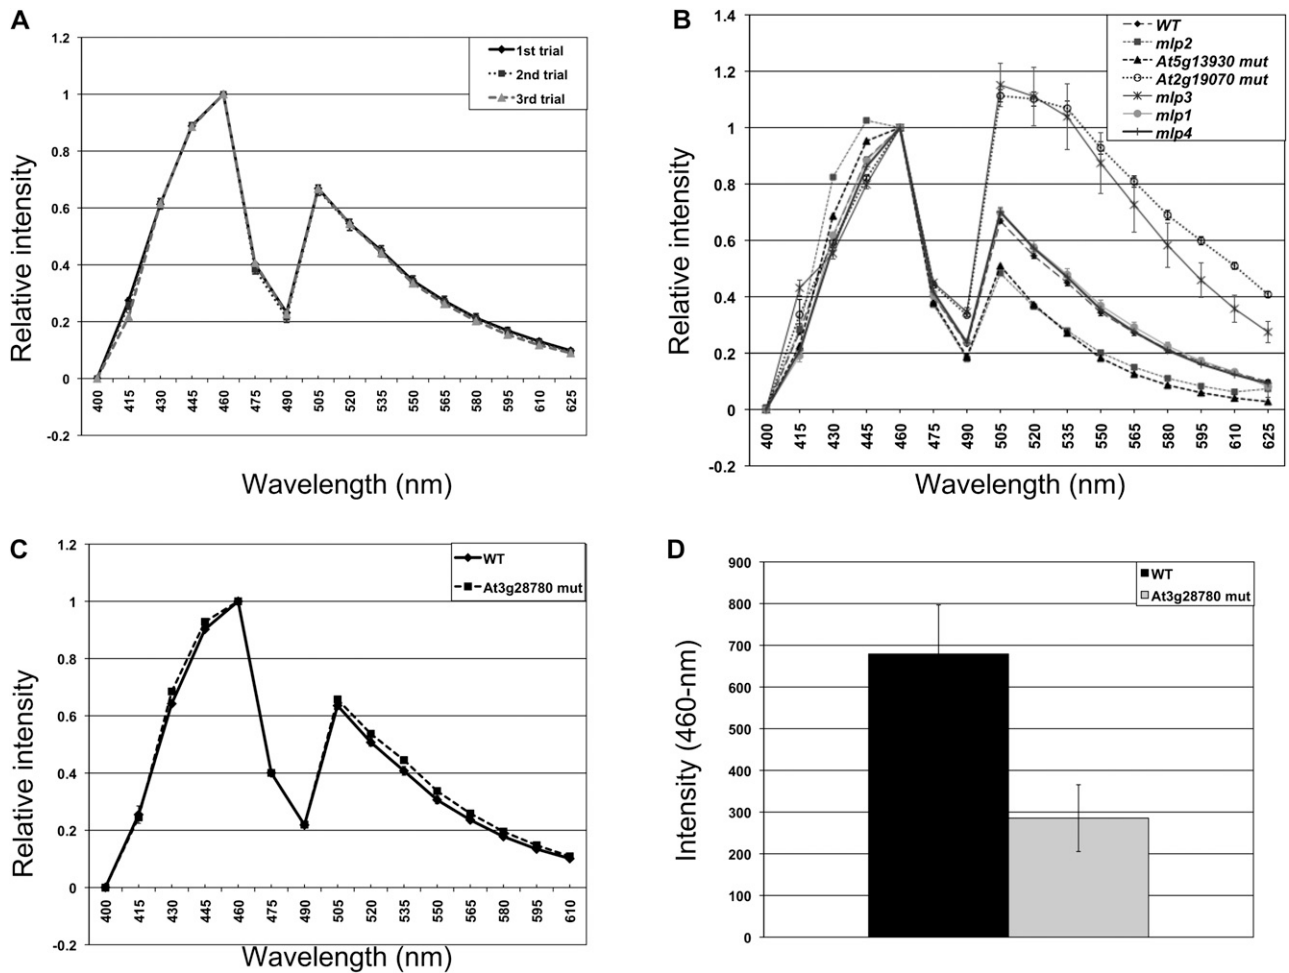 A
1.2
1
0.8
0.6
0.4
0.2
0
-0.2
Relative intensity
400 415 430 445 460 475 490 505 520 535 550 565 580 595 610 625
Wavelength (nm)
1st trial
2nd trial
3rd trial
B
1.4
1.2
1
0.8
0.6
0.4
0.2
0
-0.2
Relative intensity
400 415 430 445 460 475 490 505 520 535 550 565 580 595 610 625
Wavelength (nm)
WT
mlp2
At5g13930 mut
At2g19070 mut
mlp3
mlp1
mlp4
C
1.2
1
0.8
0.6
0.4
0.2
0
-0.2
Relative intensity
400 415 430 445 460 475 490 505 520 535 550 565 580 595 610
Wavelength (nm)
WT
At3g28780 mut
D
900
800
700
600
500
400
300
200
100
0
Intensity (460-nm)
WT
At3g28780 mut